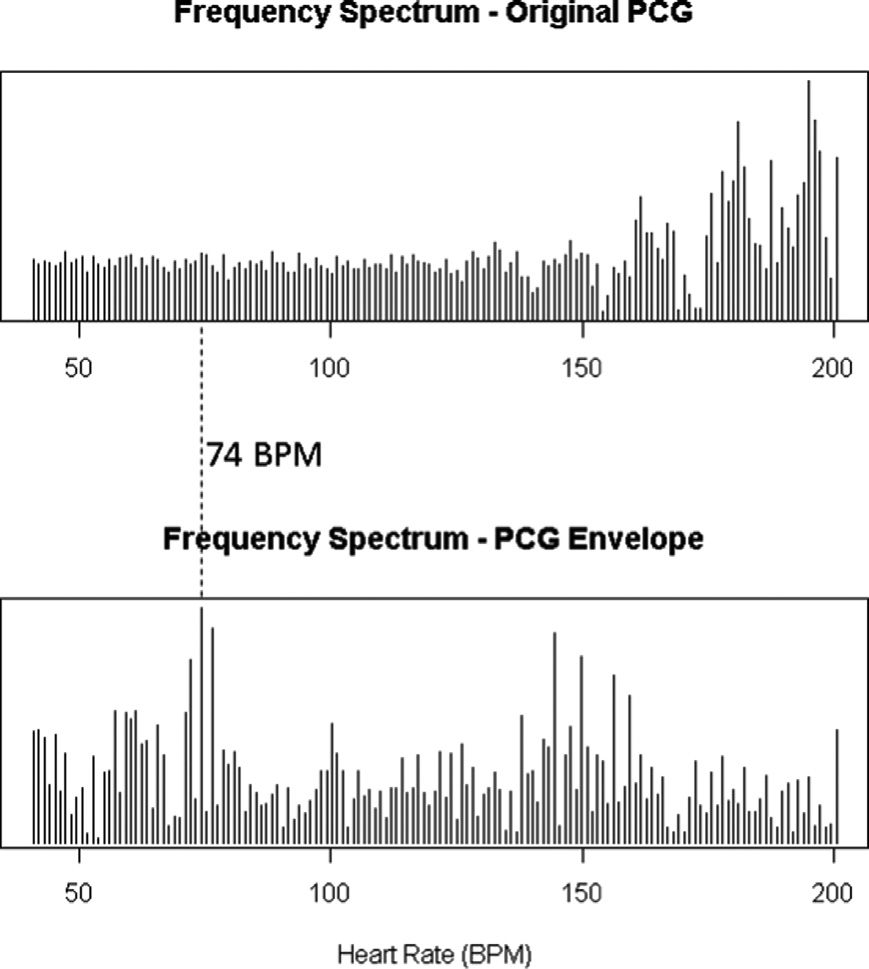 Frequency Spectrum - Original PCG
50 100 150 200
74 BPM
Frequency Spectrum - PCG Envelope
50 100 150 200
Heart Rate (BPM)